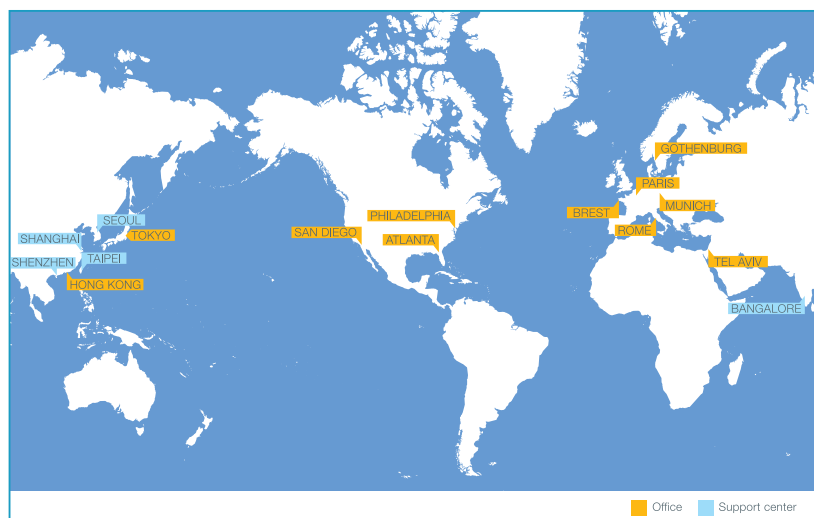 GOTHENBURG
PARIS
MUNICH
BREST
PHILADELPHIA
SEOUL
ROME
SAN DIEGO
TOKYO
SHANGHAI
ATLANTA
TAIPEI
SHENZHEN
TEL AVIV
HONG KONG
BANGALORE
Office
Support center